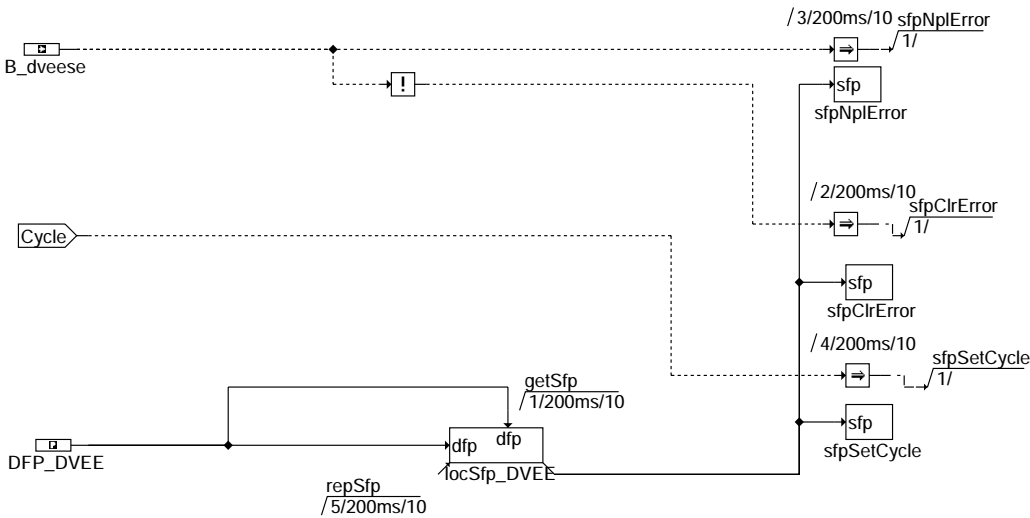 /3/200ms/10
sfpNplError
1/
B_dveese
!
sfp
sfpNplError
/2/200ms/10
sfpClrError
1/
Cycle
sfp
sfpClrError
/4/200ms/10
sfpSetCycle
1/
getSfp
/1/200ms/10
sfp
sfpSetCycle
dfp
dfp
DFP_DVEE
locSfp_DVEE
repSfp
/5/200ms/10